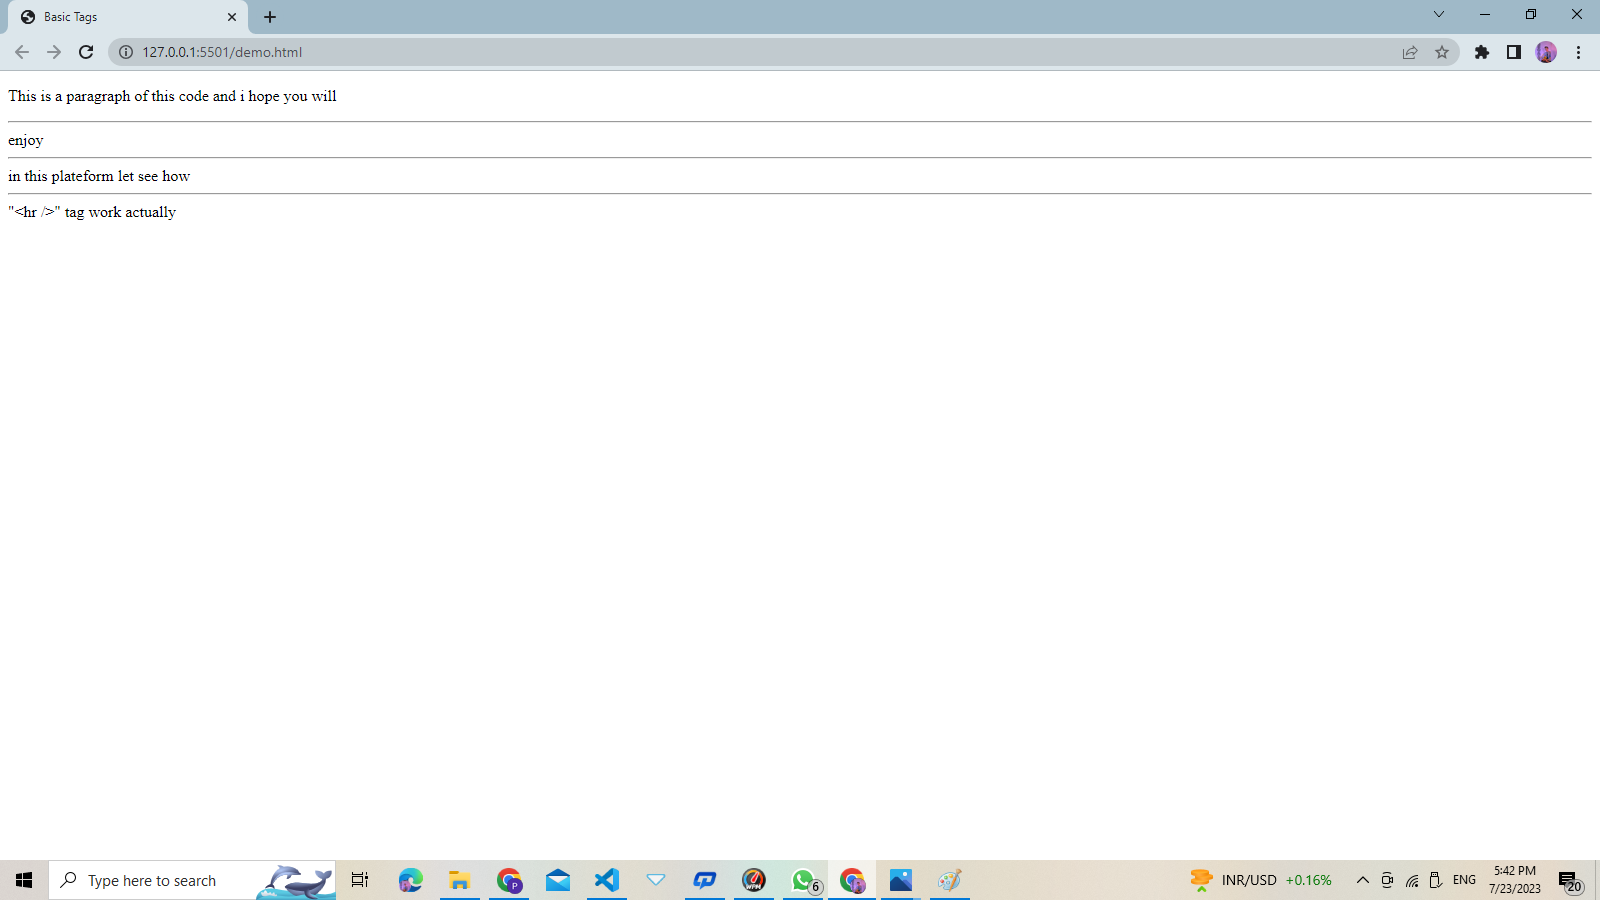 Basic Tags
127.0.0.1:5501/demo.html
This is a paragraph of this code and i hope you will
enjoy
in this plateform let see how
"<hr />" tag work actually
Type here to search
P
WPM
6
INR/USD +0.16%
ENG
5:42 PM
7/23/2023
20